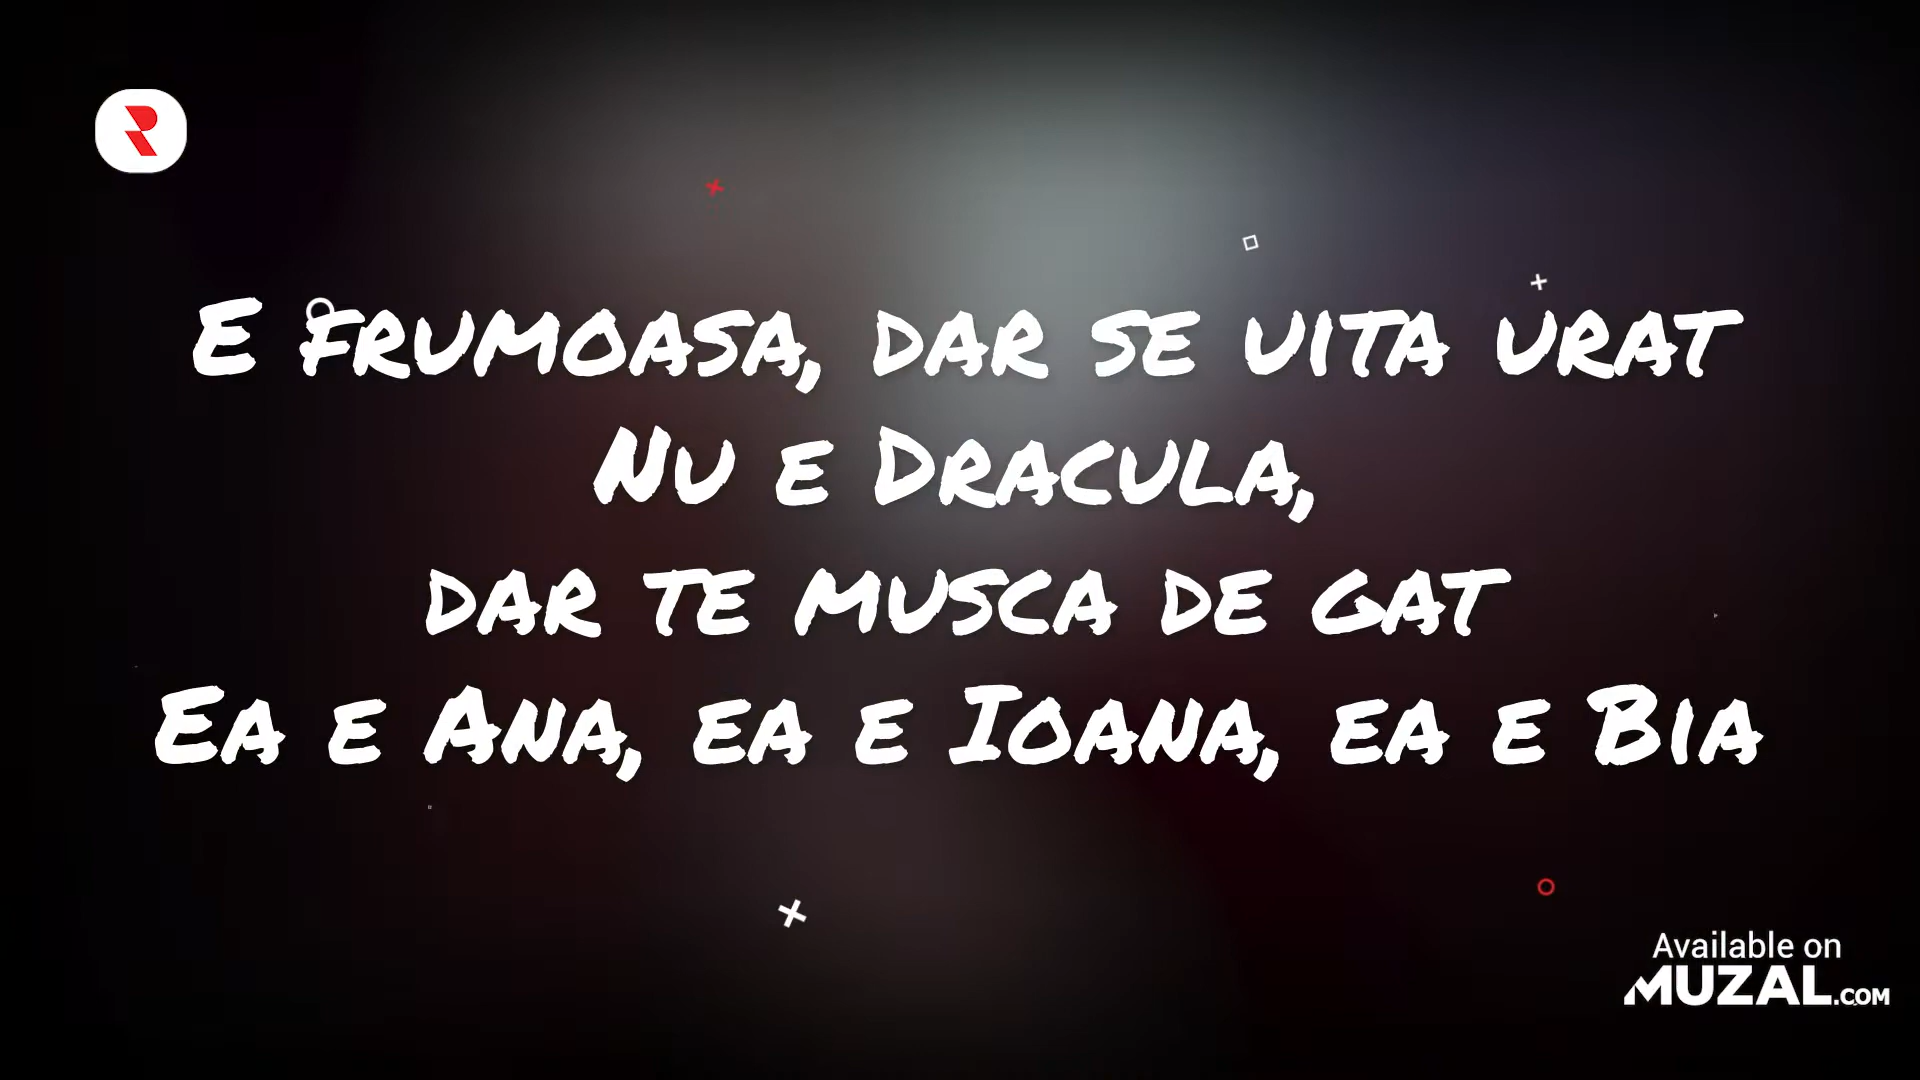 E frumoasa, dar se uita urat
Nu e Dracula,
dar te musca de gat
Ea e Ana, ea e Ioana, ea e Bia
Available on
MUZAL.COM